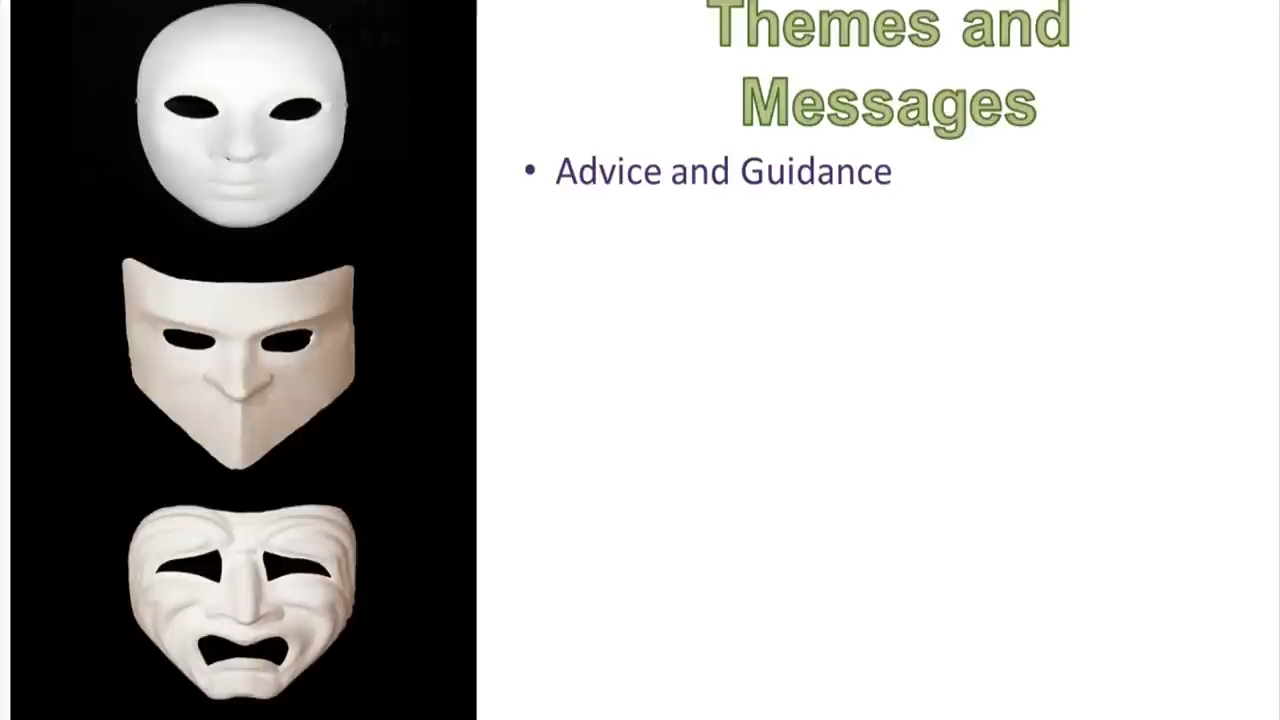 Themes and
Messages
• Advice and Guidance